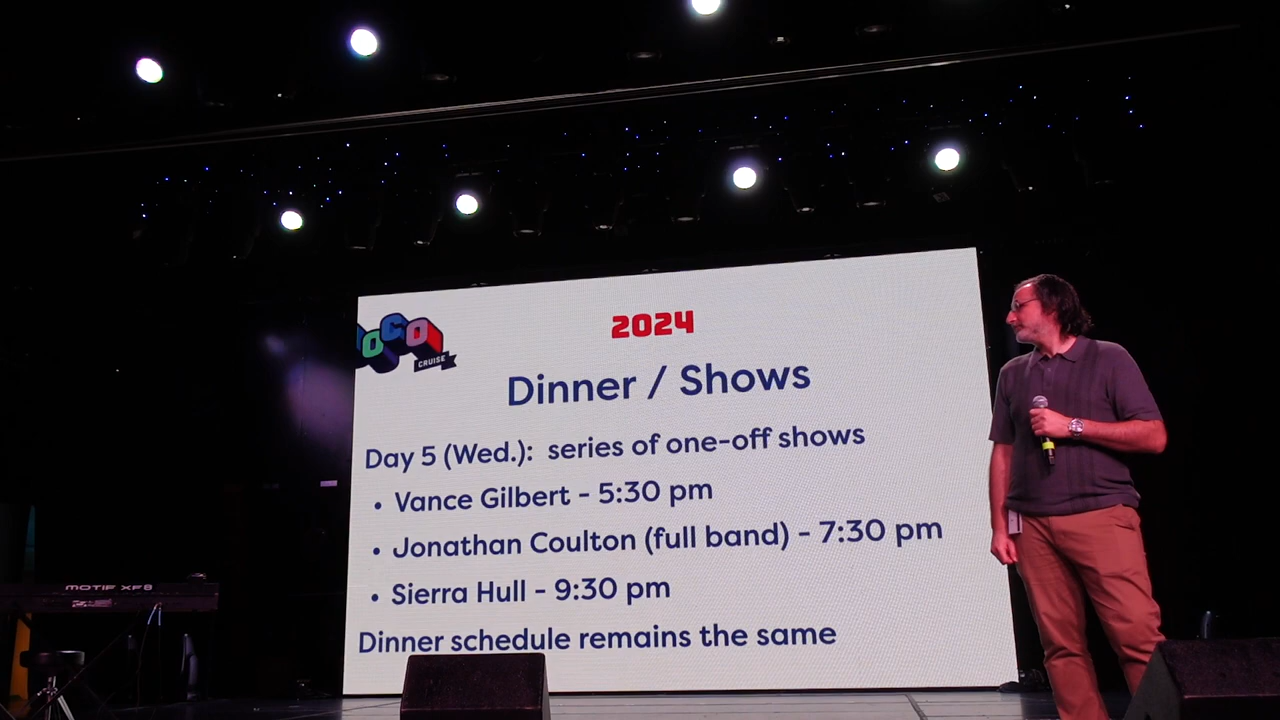 2024
OCO
CRUISE
Dinner / Shows
Day 5 (Wed.): series of one-off shows
• Vance Gilbert - 5:30 pm
• Jonathan Coulton (full band) - 7:30 pm
• Sierra Hull - 9:30 pm
Dinner schedule remains the same
MOTIF XF8